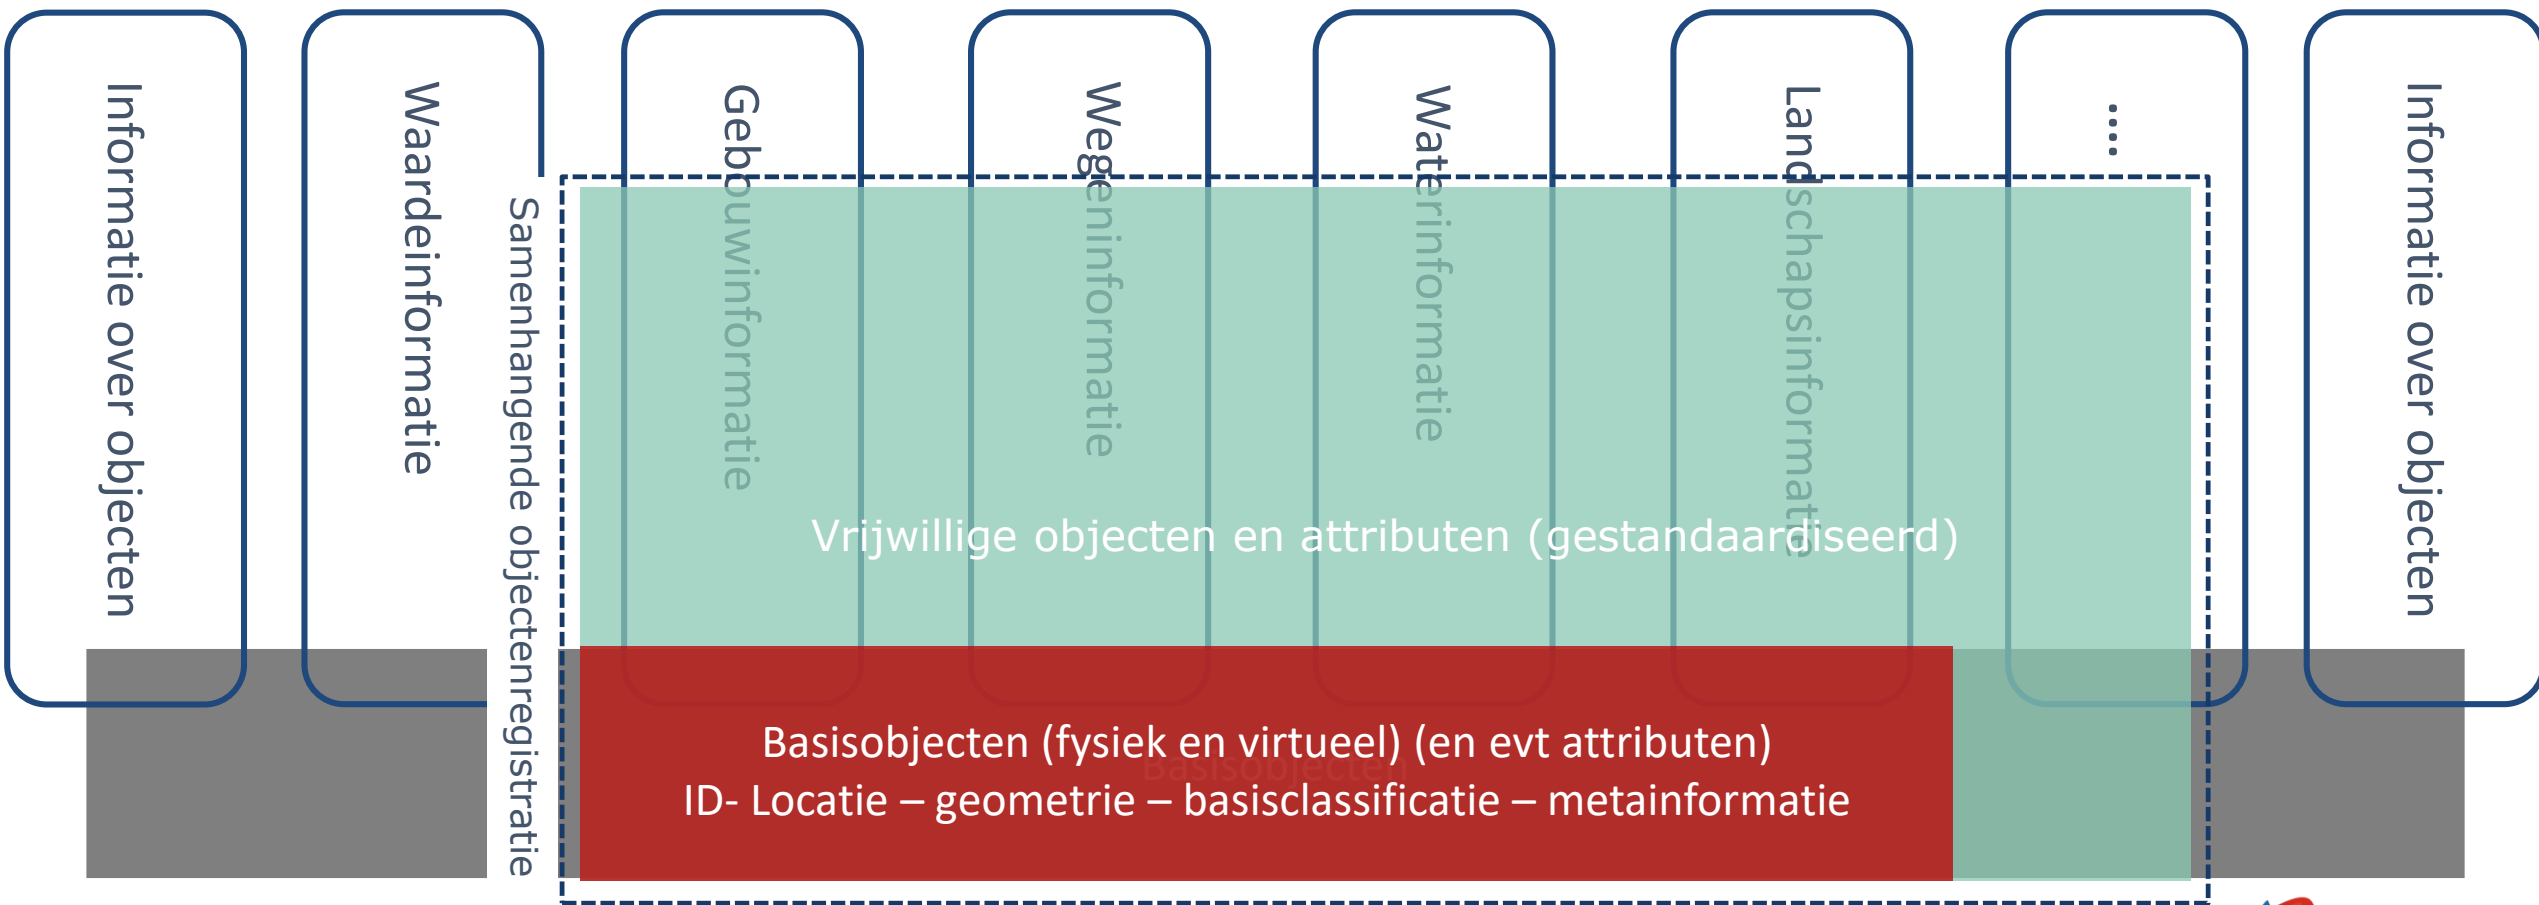 Informatie over objecten
Waardeinformatie
Samenhangende objectenregistratie
Gebouwinformatie
Wegeninformatie
Waterinformatie
Landschapsinformatie
....
Informatie over objecten
Vrijwillige objecten en attributen (gestandaardiseerd)
Basisobjecten (fysiek en virtueel) (en evt attributen)
Basisobjecten
ID- Locatie – geometrie – basisclassificatie – metainformatie